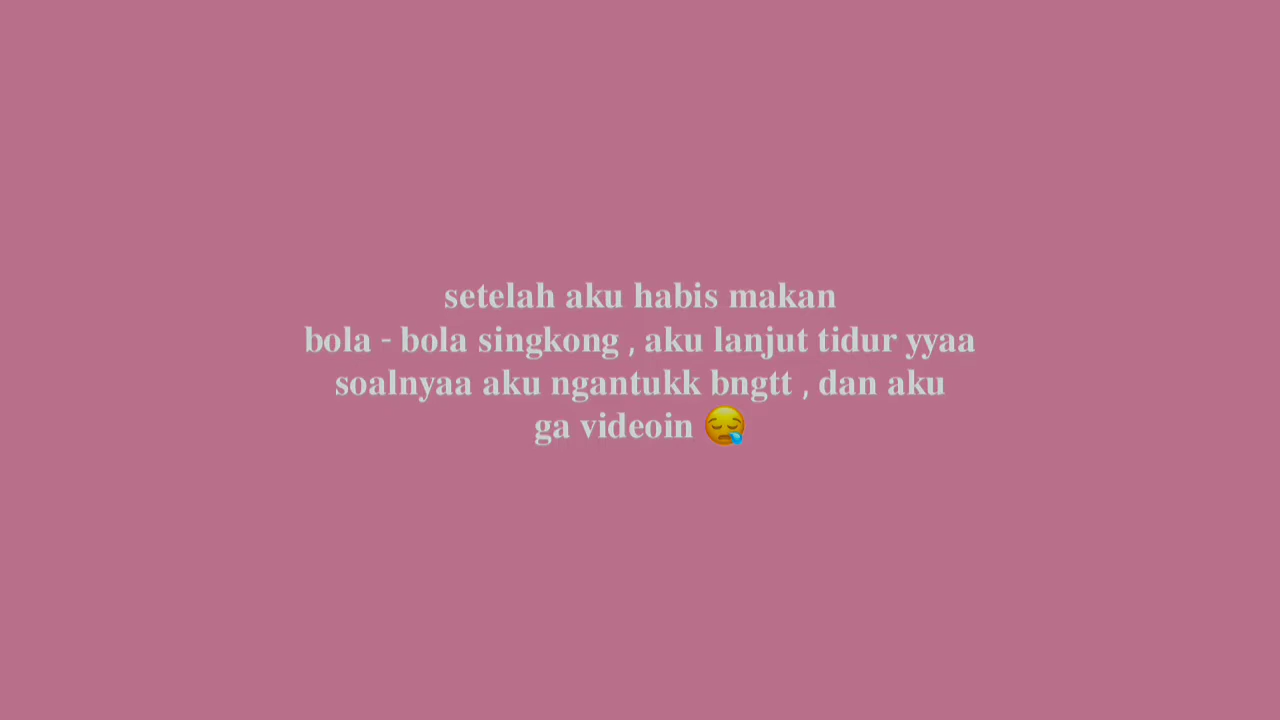 setelah aku habis makan
bola - bola singkong , aku lanjut tidur yyaa
soalnyaa aku ngantukk bngtt , dan aku
ga videoin 😪